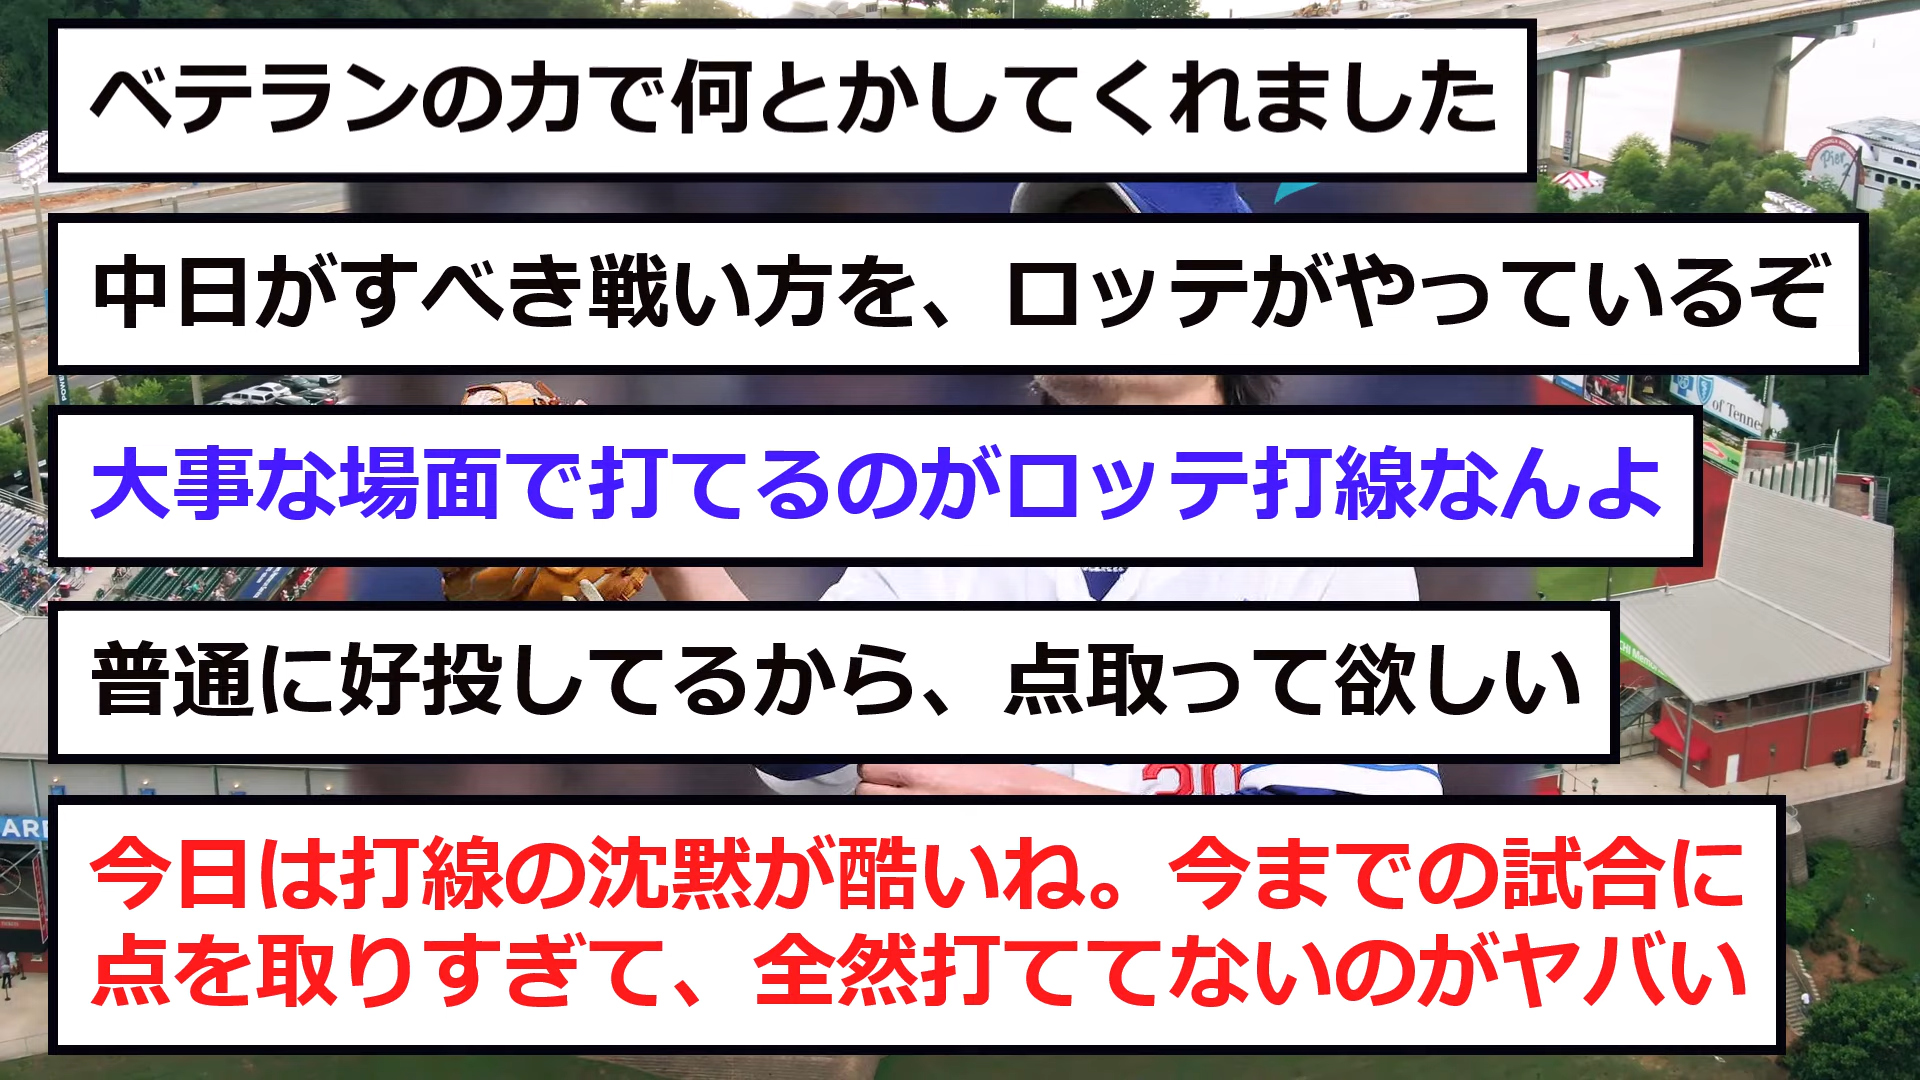 ベテランの力で何とかしてくれました
中日がすべき戦い方を、ロッテがやっているぞ
of Tenne
大事な場面で打てるのがロッテ打線なんよ
普通に好投してるから、点取って欲しい
今日は打線の沈黙が酷いね。今までの試合に
点を取りすぎて、全然打ててないのがヤバい